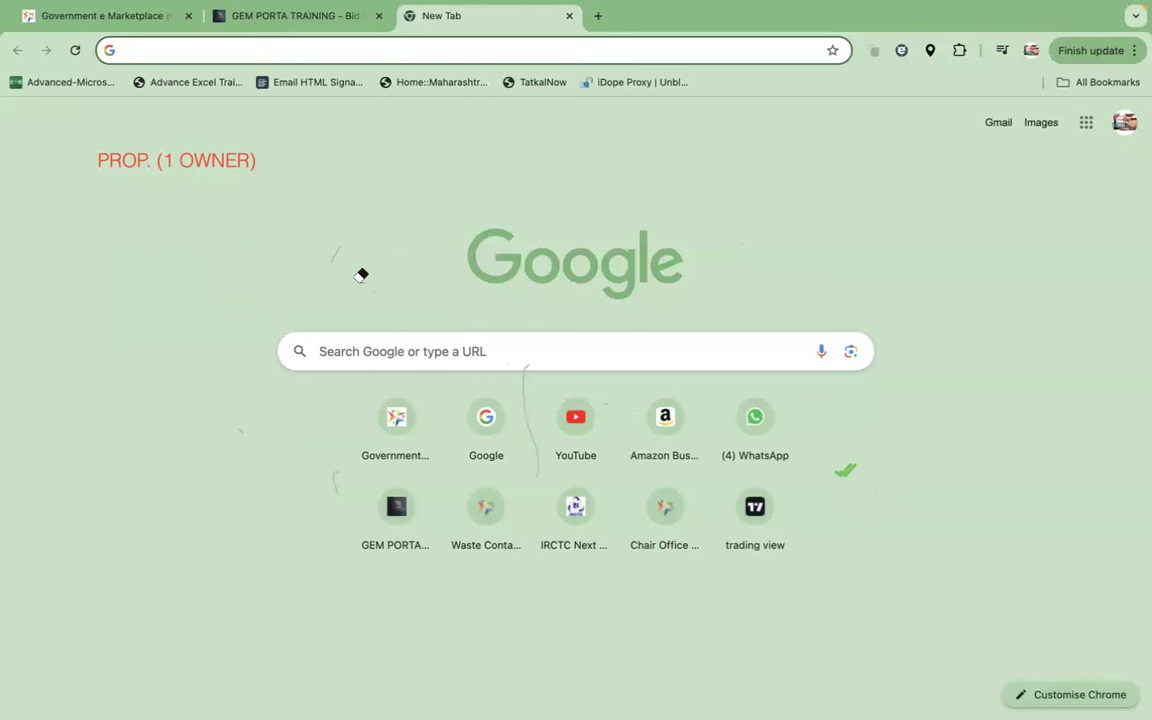 Government e Marketplace (
GEM PORTA TRAINING - Bid
New Tab
Finish update
Advanced-Micros...
Advance Excel Trai...
Email HTML Signa...
Home::Maharashtr...
TatkalNow
iDope Proxy | Unbl...
All Bookmarks
Gmail
Images
PROP. (1 OWNER)
Google
Search Google or type a URL
Government...
Google
YouTube
Amazon Bus...
(4) WhatsApp
GEM PORTA...
Waste Conta...
IRCTC Next ...
Chair Office ...
trading view
Customise Chrome